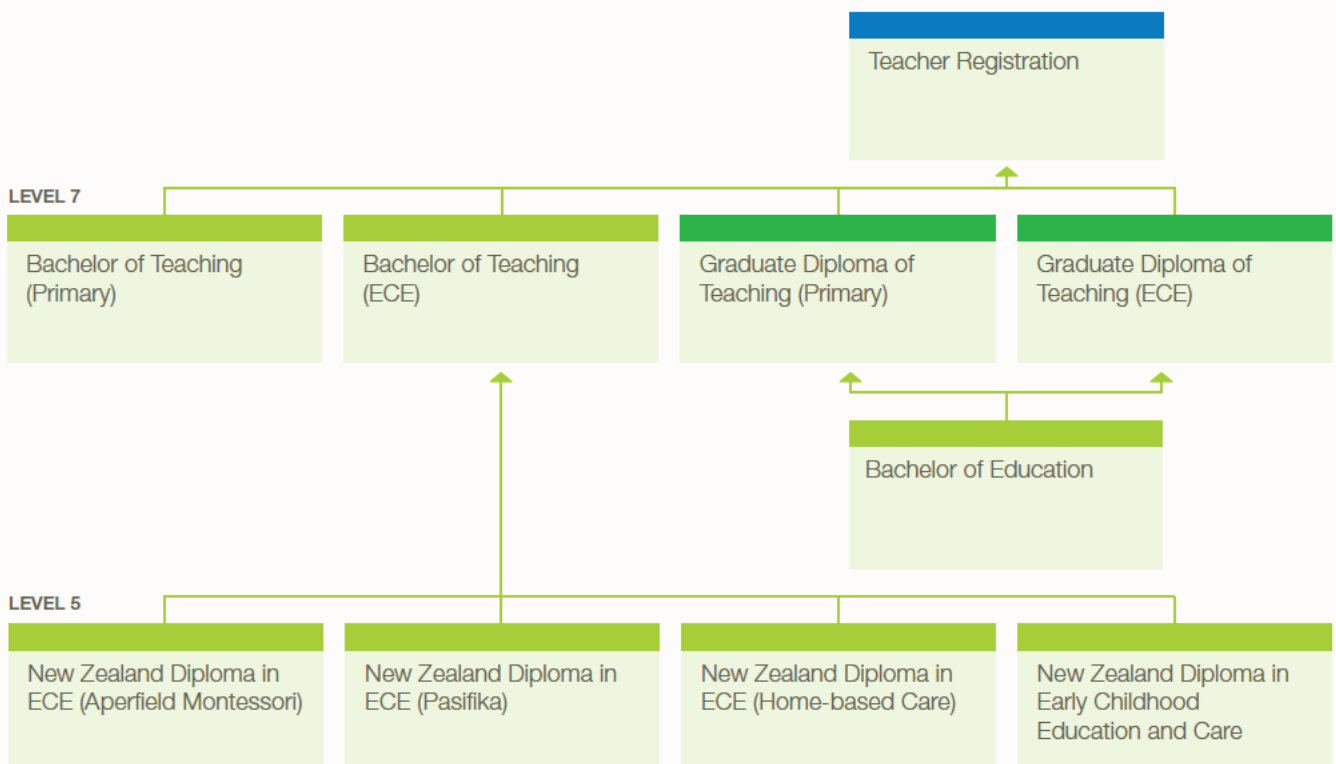 Teacher Registration
LEVEL 7
Bachelor of Teaching
(Primary)
Bachelor of Teaching
(ECE)
Graduate Diploma of
Teaching (Primary)
Graduate Diploma of
Teaching (ECE)
Bachelor of Education
LEVEL 5
New Zealand Diploma in
ECE (Aperfield Montessori)
New Zealand Diploma in
ECE (Pasifika)
New Zealand Diploma in
ECE (Home-based Care)
New Zealand Diploma in
Early Childhood
Education and Care